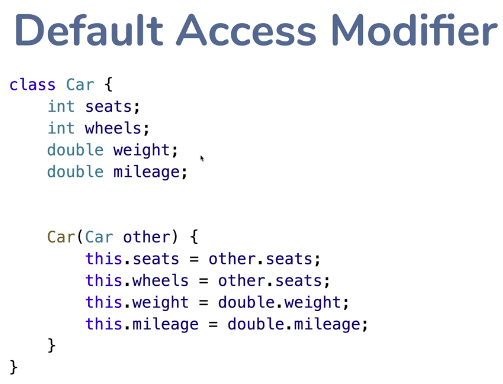 Default Access Modifier
class Car {
    int seats;
    int wheels;
    double weight;
    double mileage;
    Car(Car other) {
        this.seats = other.seats;
        this.wheels = other.seats;
        this.weight = double.weight;
        this.mileage = double.mileage;
    }
}